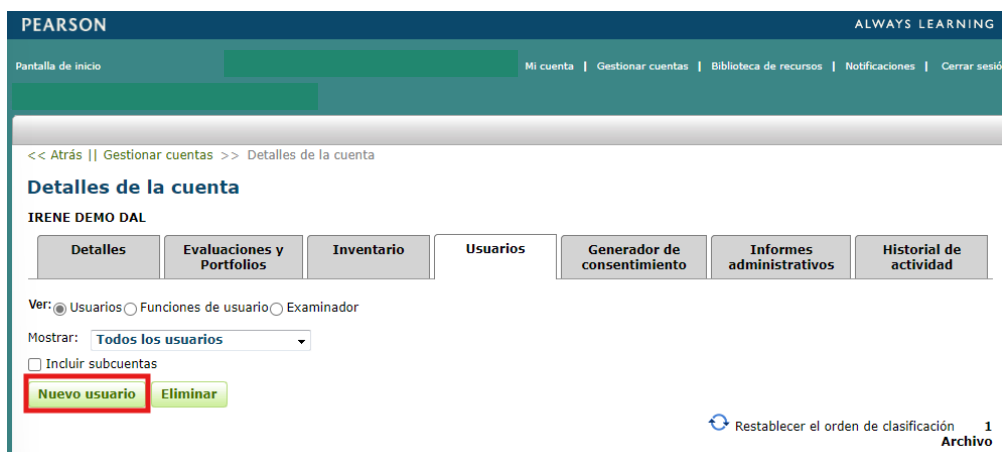 PEARSON
ALWAYS LEARNING
Pantalla de inicio
Mi cuenta | Gestionar cuentas | Biblioteca de recursos | Notificaciones | Cerrar sesió
<< Atrás || Gestionar cuentas >> Detalles de la cuenta
Detalles de la cuenta
IRENE DEMO DAL
Detalles
Evaluaciones y
Portfolios
Inventario
Usuarios
Generador de
consentimiento
Informes
administrativos
Historial de
actividad
Ver: Usuarios Funciones de usuario Examinador
Mostrar: Todos los usuarios
Incluir subcuentas
Nuevo usuario Eliminar
Restablecer el orden de clasificación 1
Archivo